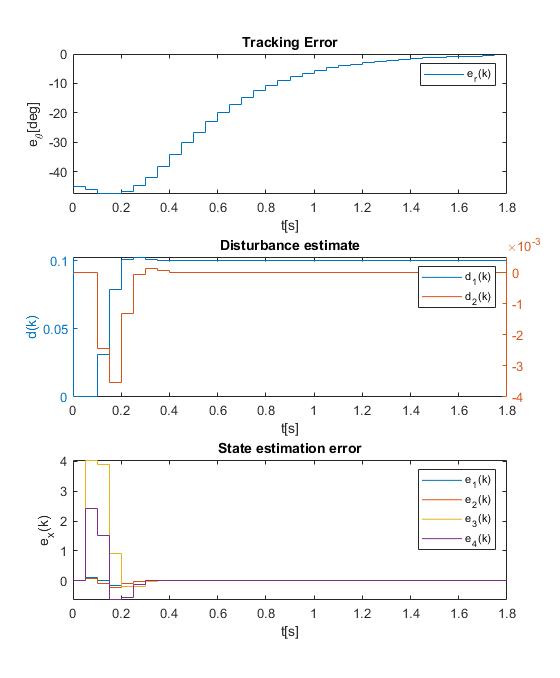 Tracking Error
0
-10
-20
-30
-40
e_θ[deg]
e_r(k)
0 0.2 0.4 0.6 0.8 1 1.2 1.4 1.6 1.8
t[s]
Disturbance estimate
×10^-3
0.1
0.05
0
d(k)
d_1(k)
d_2(k)
0
-1
-2
-3
-4
0 0.2 0.4 0.6 0.8 1 1.2 1.4 1.6 1.8
t[s]
State estimation error
4
3
2
1
0
e_x(k)
e_1(k)
e_2(k)
e_3(k)
e_4(k)
0 0.2 0.4 0.6 0.8 1 1.2 1.4 1.6 1.8
t[s]